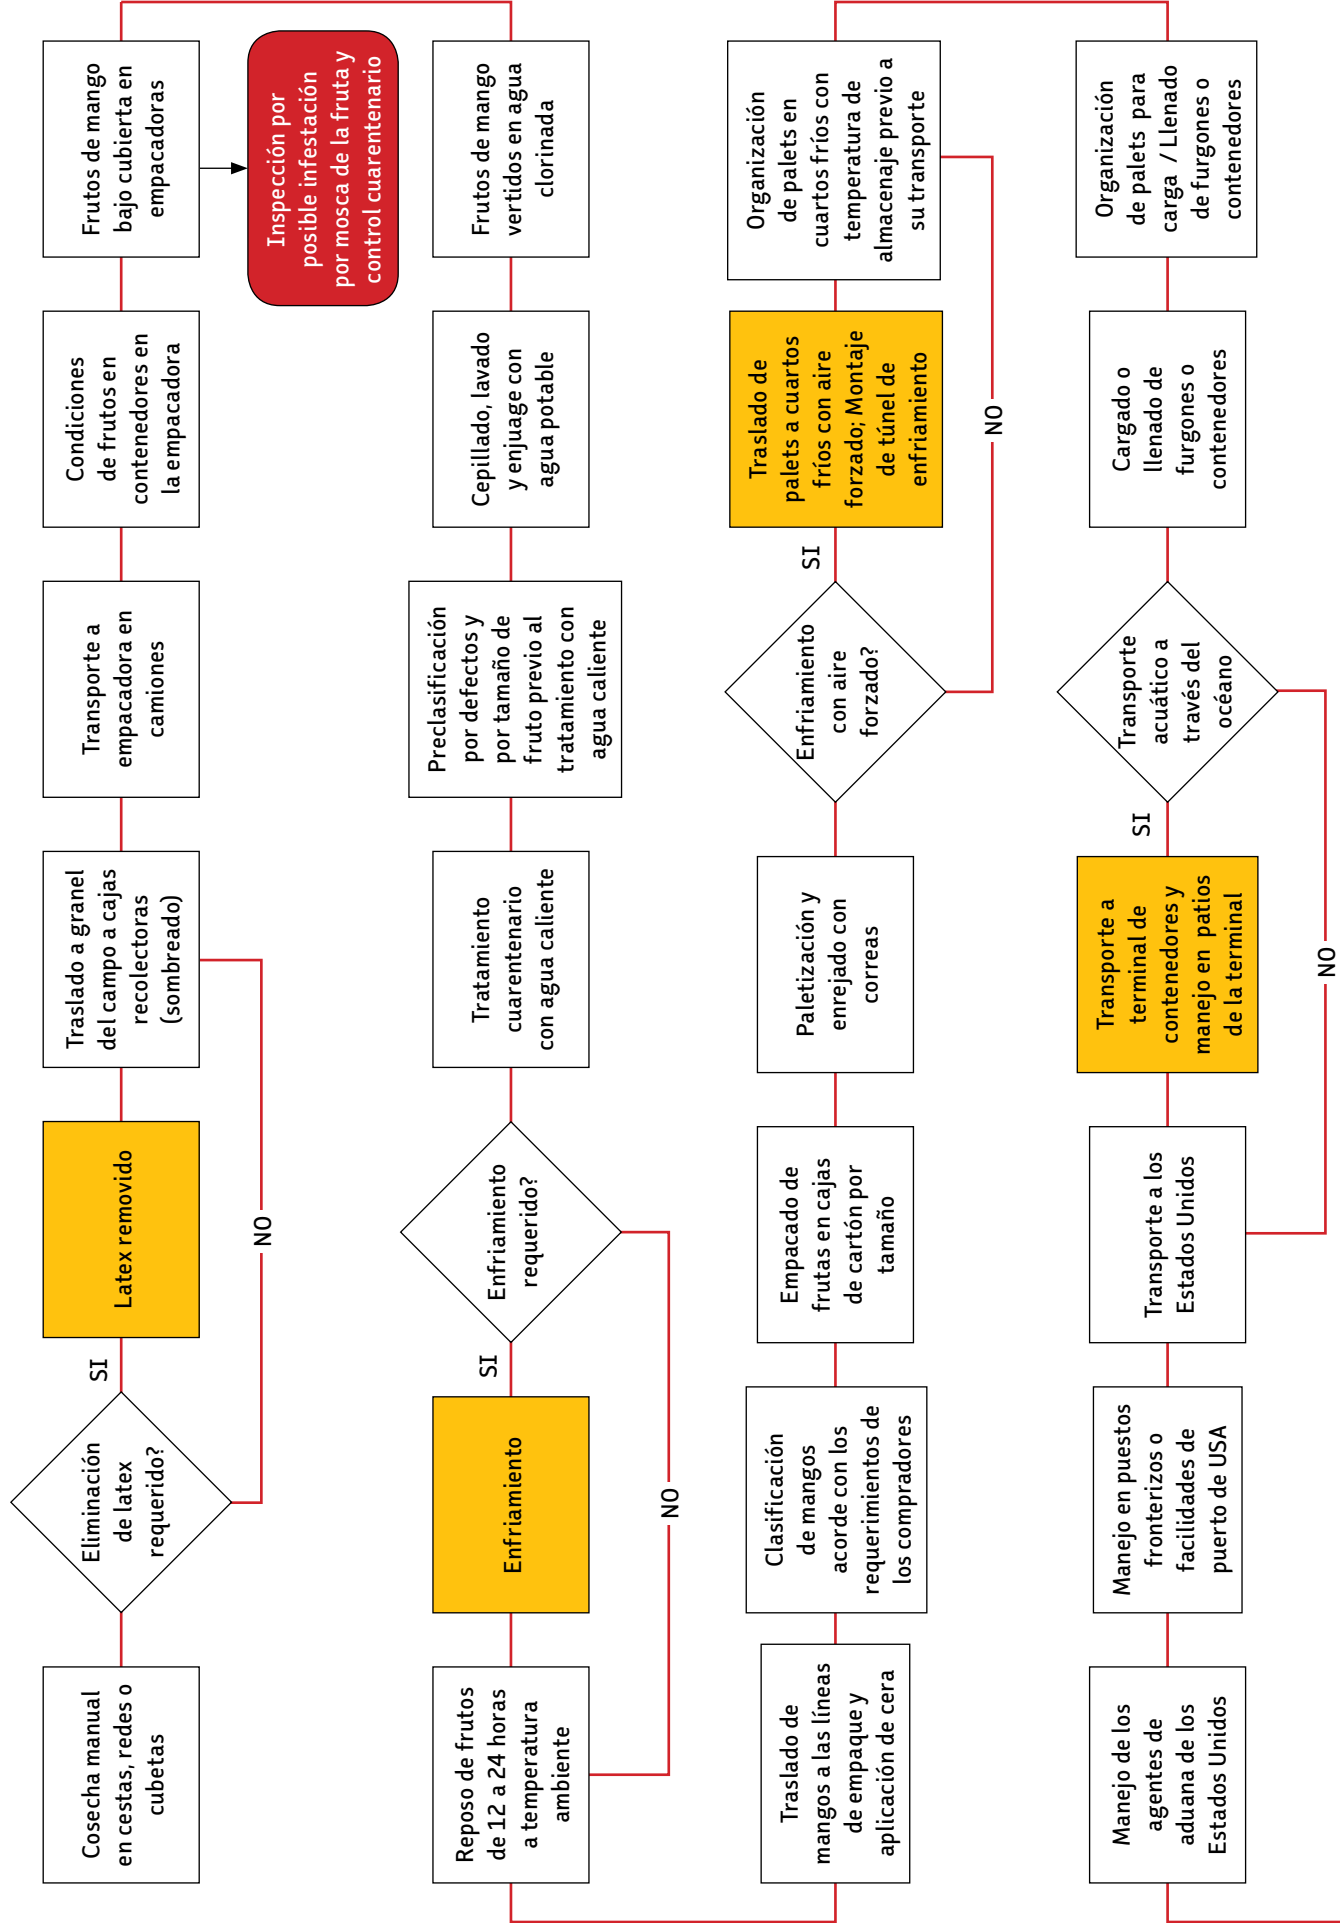 Cosecha manual
en cestas, redes o
cubetas
Eliminación
de latex
requerido?
SI
NO
Latex removido
Traslado a granel
del campo a cajas
recolectoras
(sombreado)
Transporte a
empacadora en
camiones
Condiciones
de frutos en
contenedores en
la empacadora
Frutos de mango
bajo cubierta en
empacadoras
Inspección por
posible infestación
por mosca de la fruta y
control cuarentenario
Frutos de mango
vertidos en agua
clorinada
Cepillado, lavado
y enjuage con
agua potable
Preclasificación
por defectos y
por tamaño de
fruto previo al
tratamiento con
agua caliente
Tratamiento
cuarentenario
con agua caliente
Enfriamiento
requerido?
SI
NO
Enfriamiento
Reposo de frutos
de 12 a 24 horas
a temperatura
ambiente
Traslado de
mangos a las líneas
de empaque y
aplicación de cera
Clasificación
de mangos
acorde con los
requerimientos de
los compradores
Empacado de
frutas en cajas
de cartón por
tamaño
Paletización y
enrejado con
correas
Enfriamiento
con aire
forzado?
SI
NO
Traslado de
palets a cuartos
fríos con aire
forzado; Montaje
de túnel de
enfriamiento
Organización
de palets en
cuartos fríos con
temperatura de
almacenaje previo a
su transporte
Organización
de palets para
carga / Llenado
de furgones o
contenedores
Cargado o
llenado de
furgones o
contenedores
Transporte
acuático a
través del
océano
SI
NO
Transporte a
terminal de
contenedores y
manejo en patios
de la terminal
Transporte a los
Estados Unidos
Manejo en puestos
fronterizos o
facilidades de
puerto de USA
Manejo de los
agentes de
aduana de los
Estados Unidos